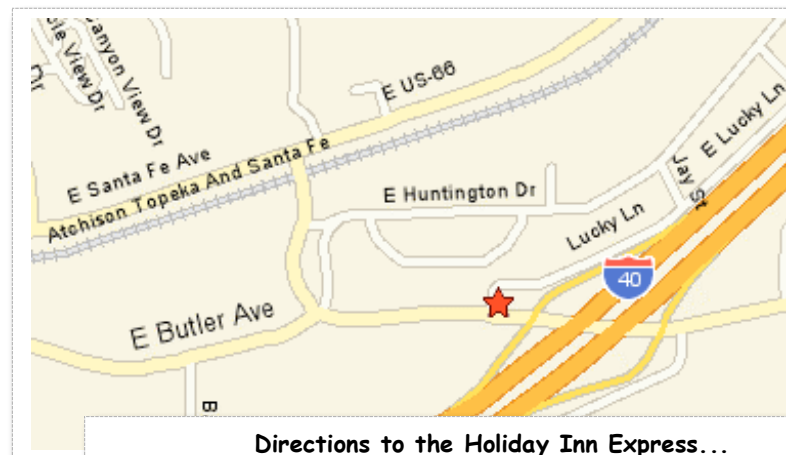 Canyon View Dr
View Dr
Dr
E US-66
E Santa Fe Ave
Atchison Topeka And Santa Fe
E Huntington Dr
E Lucky Ln
Jay St
Lucky Ln
40
E Butler Ave
B
Directions to the Holiday Inn Express...